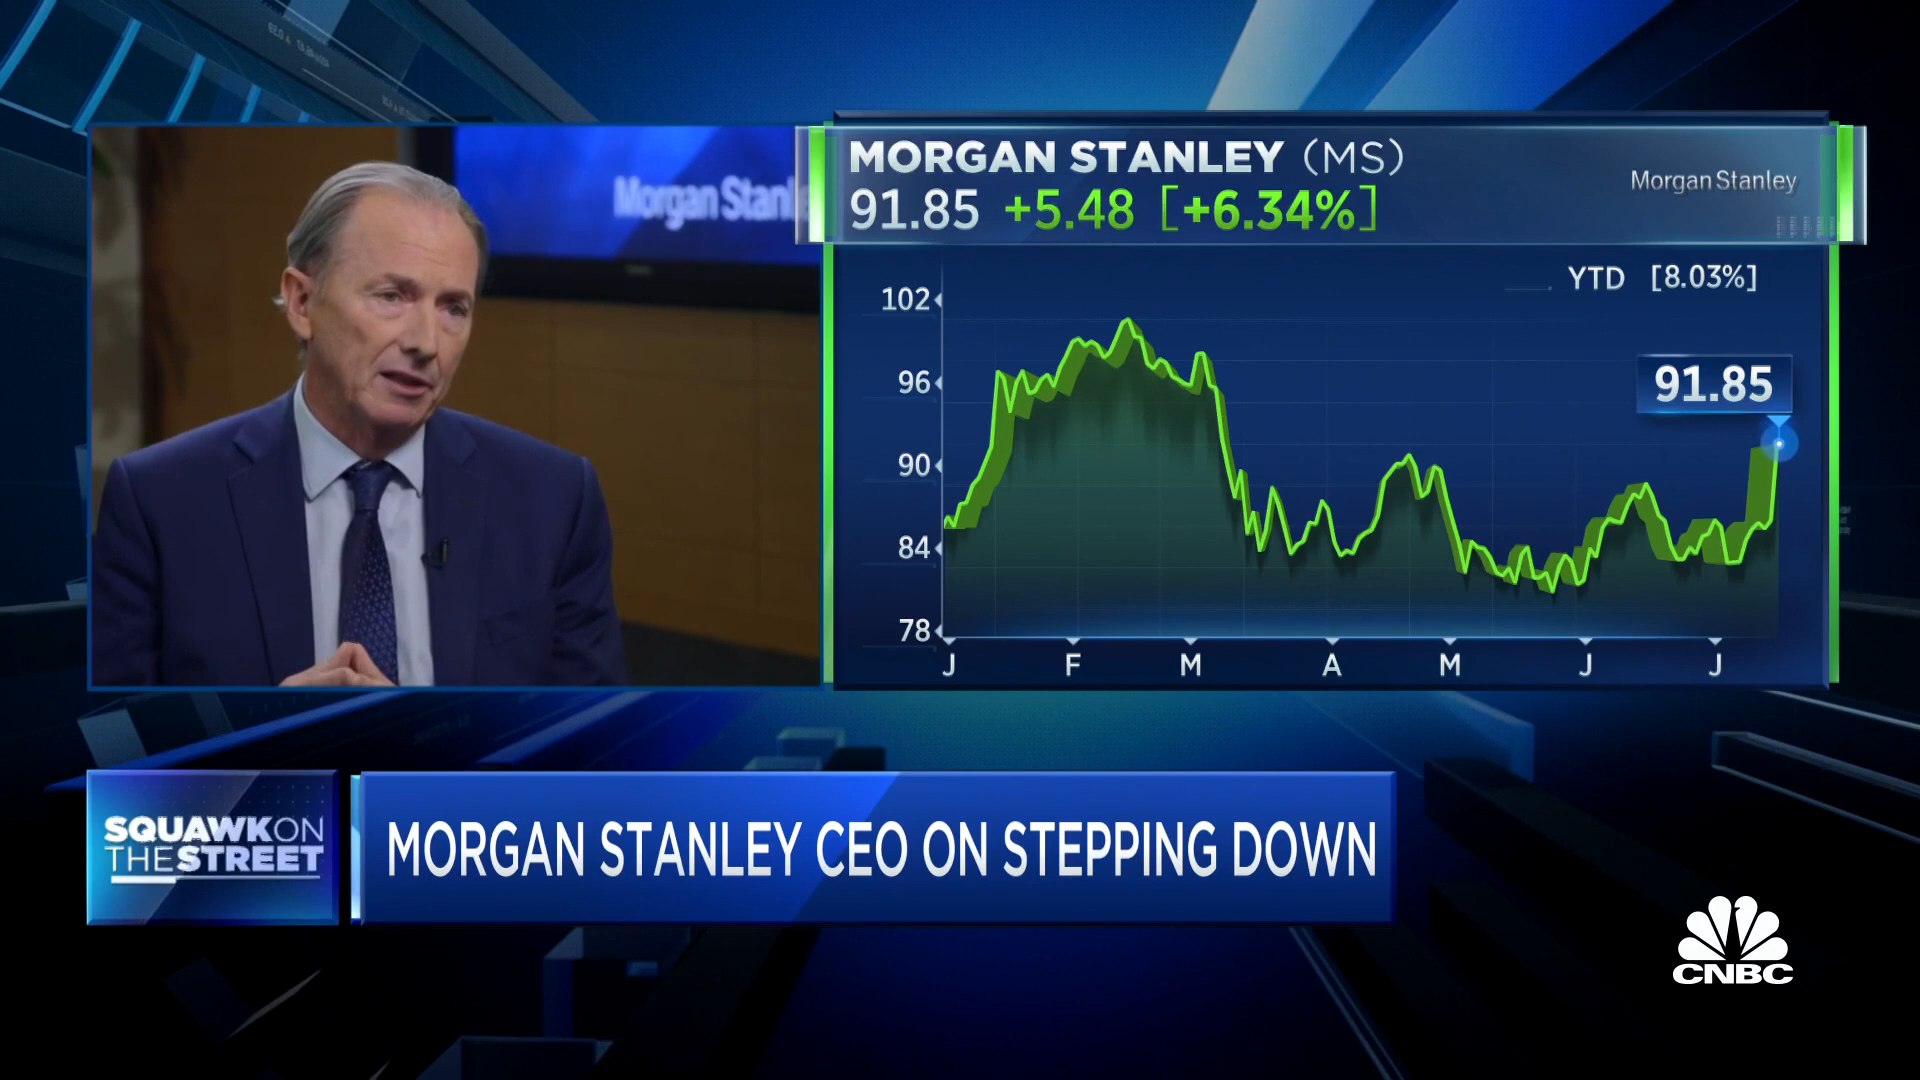 Morgan Stanl
MORGAN STANLEY (MS)
91.85 +5.48 [+6.34%]
Morgan Stanley
YTD [8.03%]
102
96
90
84
78
91.85
J F M A M J J
SQUAWK ON
THE STREET
MORGAN STANLEY CEO ON STEPPING DOWN
CNBC